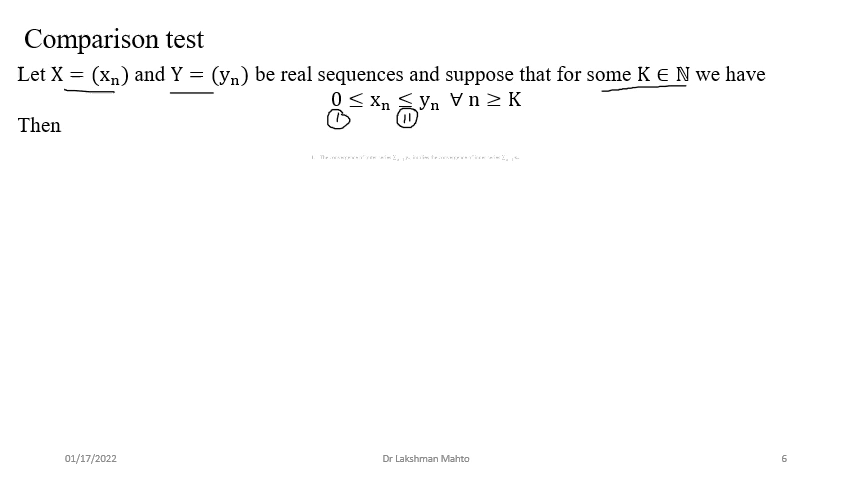 Comparison test
Let X = (xₙ) and Y = (yₙ) be real sequences and suppose that for some K ∈ ℕ we have
0 ≤ xₙ ≤ yₙ ∀ n ≥ K
I II
Then
01/17/2022 Dr Lakshman Mahto 6